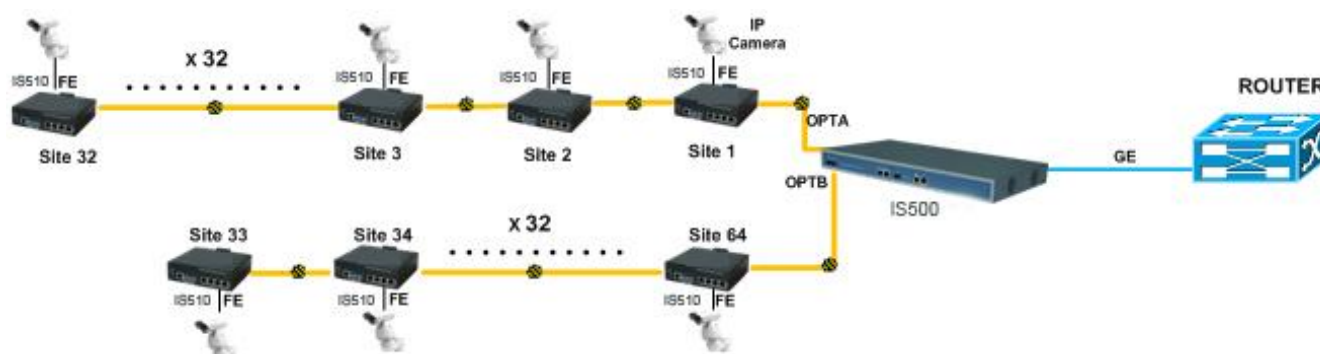 IP
Camera
x 32
IS510 FE
IS510 FE
IS510 FE
IS510 FE
ROUTER
Site 32
Site 3
Site 2
Site 1
OPTA
GE
OPTB
IS500
x 32
Site 33
Site 34
Site 64
IS510 FE
IS510 FE
IS510 FE